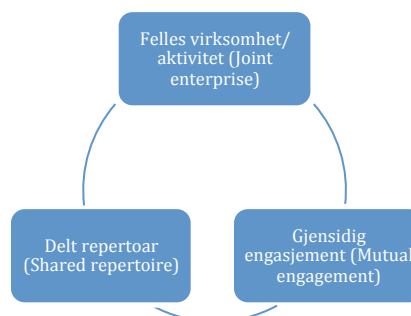 Felles virksomhet/
aktivitet (Joint
enterprise)
Delt repertoar
(Shared repertoire)
Gjensidig
engasjement (Mutual
engagement)